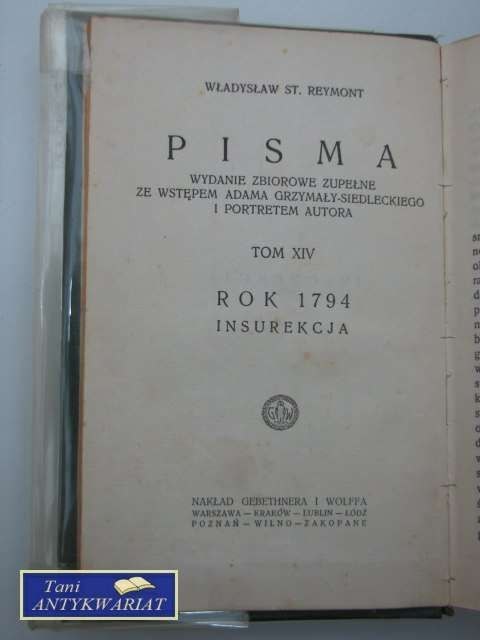 WŁADYSŁAW ST. REYMONT
PISMA
WYDANIE ZBIOROWE ZUPEŁNE
ZE WSTĘPEM ADAMA GRZYMAŁY-SIEDLECKIEGO
I PORTRETEM AUTORA
TOM XIV
ROK 1794
INSUREKCJA
NAKŁAD GEBETHNERA I WOLFFA
WARSZAWA — KRAKÓW — LUBLIN — ŁÓDŹ
POZNAŃ — WILNO — ZAKOPANE
Tani
ANTYKWARIAT